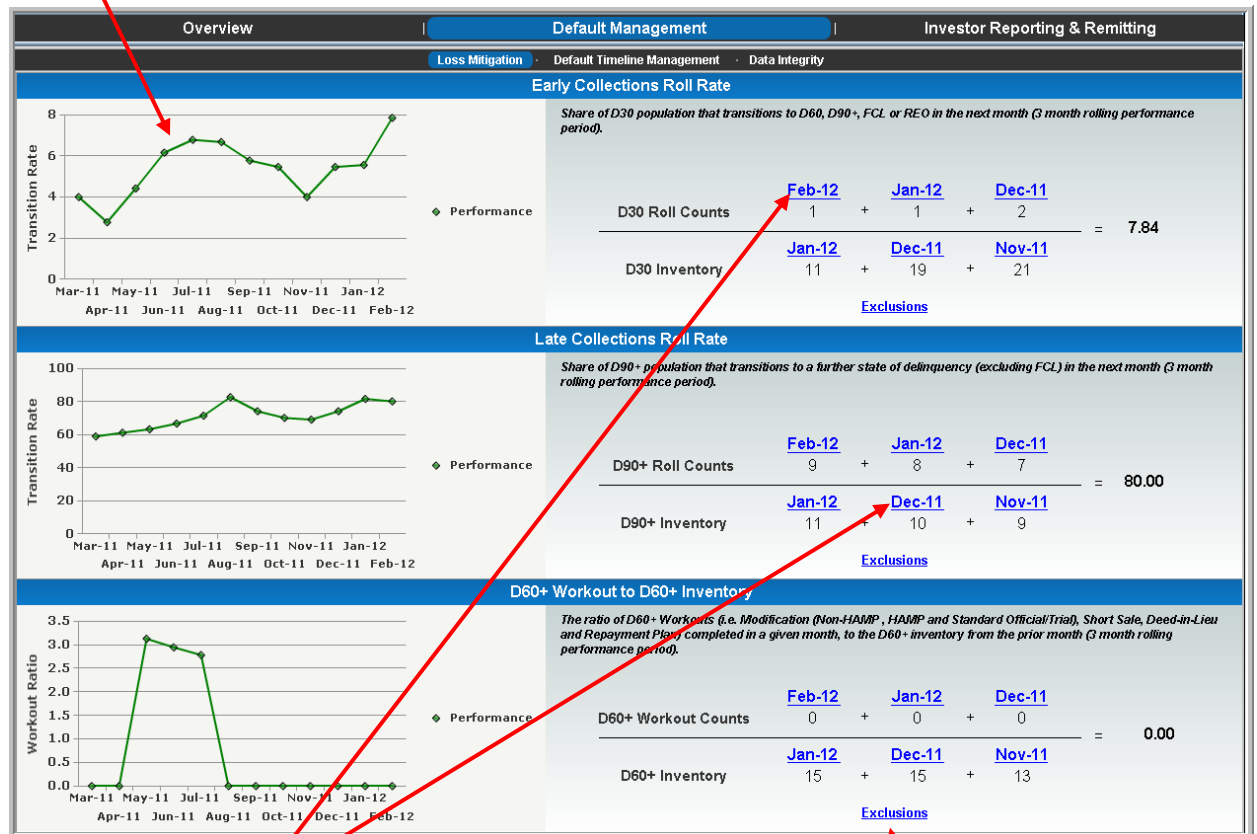 Overview | Default Management | Investor Reporting & Remitting
Loss Mitigation · Default Timeline Management · Data Integrity
Early Collections Roll Rate
8
6
4
2
0
Transition Rate
Mar-11 May-11 Jul-11 Sep-11 Nov-11 Jan-12
Apr-11 Jun-11 Aug-11 Oct-11 Dec-11 Feb-12
Performance
Share of D30 population that transitions to D60, D90+, FCL or REO in the next month (3 month rolling performance
period).
Feb-12 Jan-12 Dec-11
D30 Roll Counts 1 + 1 + 2
= 7.84
Jan-12 Dec-11 Nov-11
D30 Inventory 11 + 19 + 21
Exclusions
Late Collections Roll Rate
100
80
60
40
20
0
Transition Rate
Mar-11 May-11 Jul-11 Sep-11 Nov-11 Jan-12
Apr-11 Jun-11 Aug-11 Oct-11 Dec-11 Feb-12
Performance
Share of D90+ population that transitions to a further state of delinquency (excluding FCL) in the next month (3 month
rolling performance period).
Feb-12 Jan-12 Dec-11
D90+ Roll Counts 9 + 8 + 7
= 80.00
Jan-12 Dec-11 Nov-11
D90+ Inventory 11 + 10 + 9
Exclusions
D60+ Workout to D60+ Inventory
3.5
3.0
2.5
2.0
1.5
1.0
0.5
0.0
Workout Ratio
Mar-11 May-11 Jul-11 Sep-11 Nov-11 Jan-12
Apr-11 Jun-11 Aug-11 Oct-11 Dec-11 Feb-12
Performance
The ratio of D60+ Workouts (i.e. Modification (Non-HAMP , HAMP and Standard Official/Trial), Short Sale, Deed-in-Lieu
and Repayment Plan) completed in a given month, to the D60+ inventory from the prior month (3 month rolling
performance period).
Feb-12 Jan-12 Dec-11
D60+ Workout Counts 0 + 0 + 0
= 0.00
Jan-12 Dec-11 Nov-11
D60+ Inventory 15 + 15 + 13
Exclusions